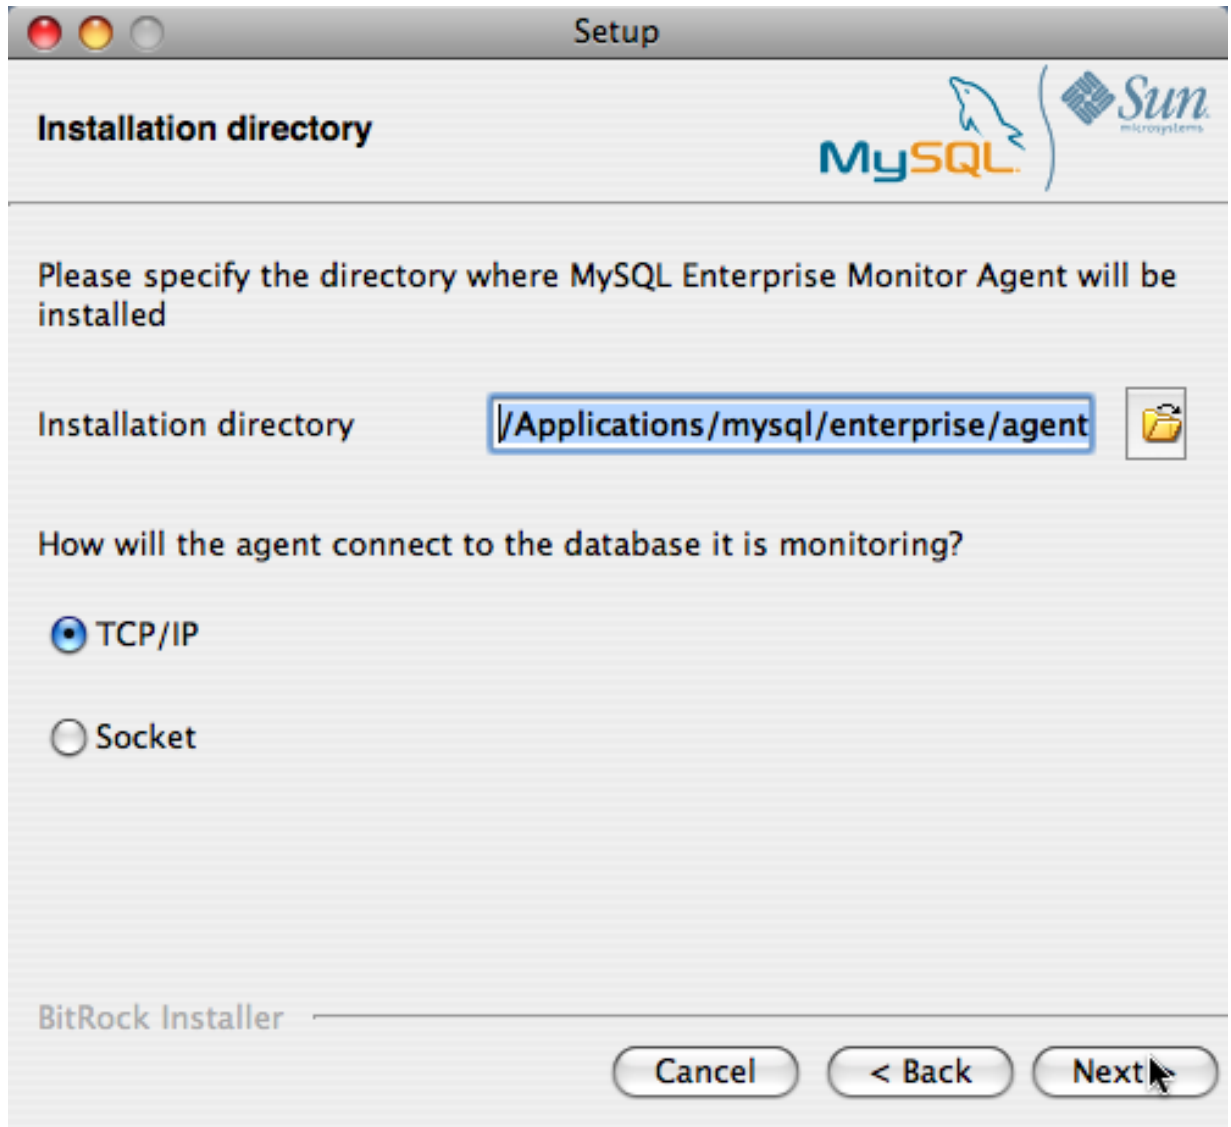 Setup
Installation directory
MySQL
Sun
microsystems
Please specify the directory where MySQL Enterprise Monitor Agent will be
installed
Installation directory
/Applications/mysql/enterprise/agent
How will the agent connect to the database it is monitoring?
TCP/IP
Socket
BitRock Installer
Cancel
< Back
Next >